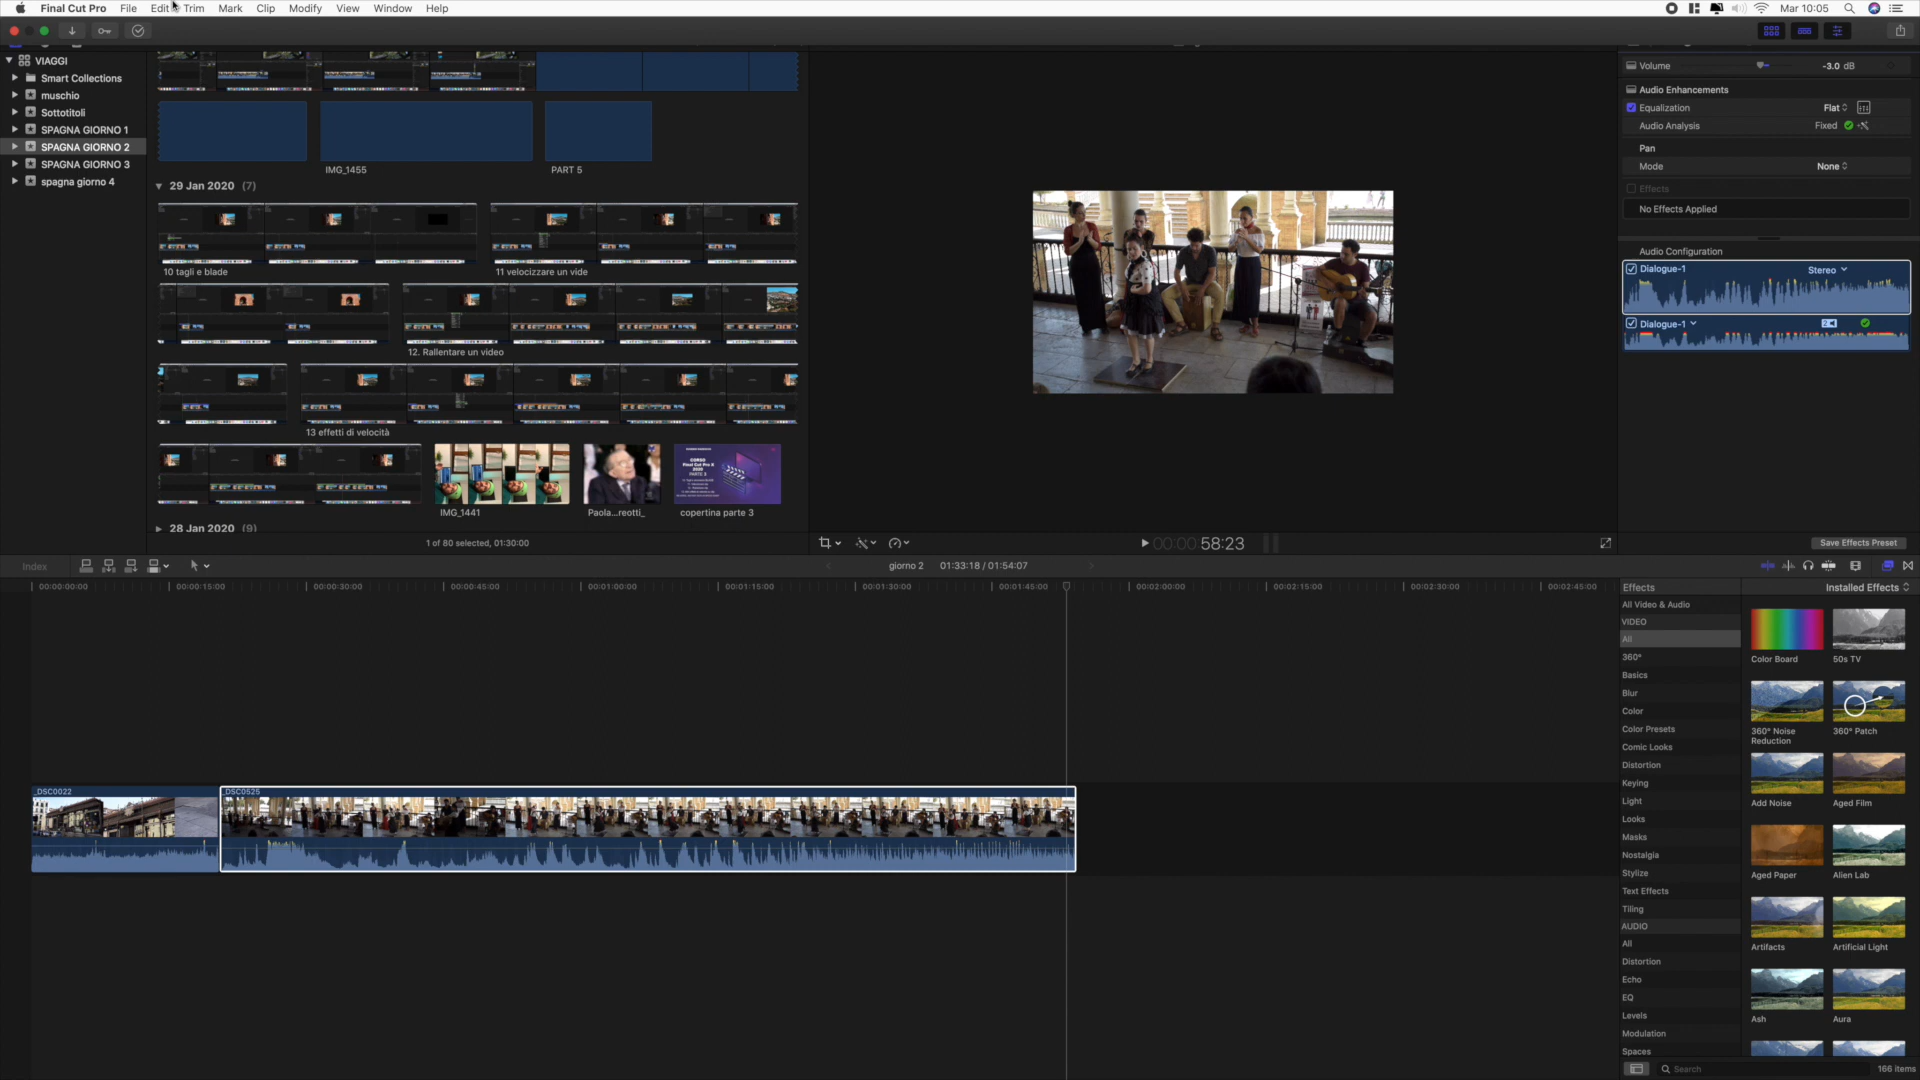 Final Cut Pro File Edit Trim Mark Clip Modify View Window Help
Mar 10:05
VIAGGI
Smart Collections
muschio
Sottotitoli
SPAGNA GIORNO 1
SPAGNA GIORNO 2
SPAGNA GIORNO 3
spagna giorno 4
IMG_1455
PART 5
29 Jan 2020 (7)
10 tagli e blade
11 velocizzare un vide
12. Rallentare un video
13 effetti di velocità
CORSO
Final Cut Pro X
2020
PARTE 3
IMG_1441
Paola...reotti_
copertina parte 3
28 Jan 2020 (9)
1 of 80 selected, 01:30:00
00:00:58:23
Volume
-3.0 dB
Audio Enhancements
Equalization
Flat
Audio Analysis
Fixed
Pan
Mode
None
Effects
No Effects Applied
Audio Configuration
Dialogue-1
Stereo
Dialogue-1
Save Effects Preset
Index
giorno 2
01:33:18 / 01:54:07
00:00:00:00
00:00:15:00
00:00:30:00
00:00:45:00
00:01:00:00
00:01:15:00
00:01:30:00
00:01:45:00
00:02:00:00
00:02:15:00
00:02:30:00
00:02:45:00
_DSC0022
_DSC0525
Effects
Installed Effects
All Video & Audio
VIDEO
All
360°
Basics
Blur
Color
Color Presets
Comic Looks
Distortion
Keying
Light
Looks
Masks
Nostalgia
Stylize
Text Effects
Tiling
AUDIO
All
Distortion
Echo
EQ
Levels
Modulation
Spaces
Color Board
50s TV
360° Noise
Reduction
360° Patch
Add Noise
Aged Film
Aged Paper
Alien Lab
Artifacts
Artificial Light
Ash
Aura
Search
166 items